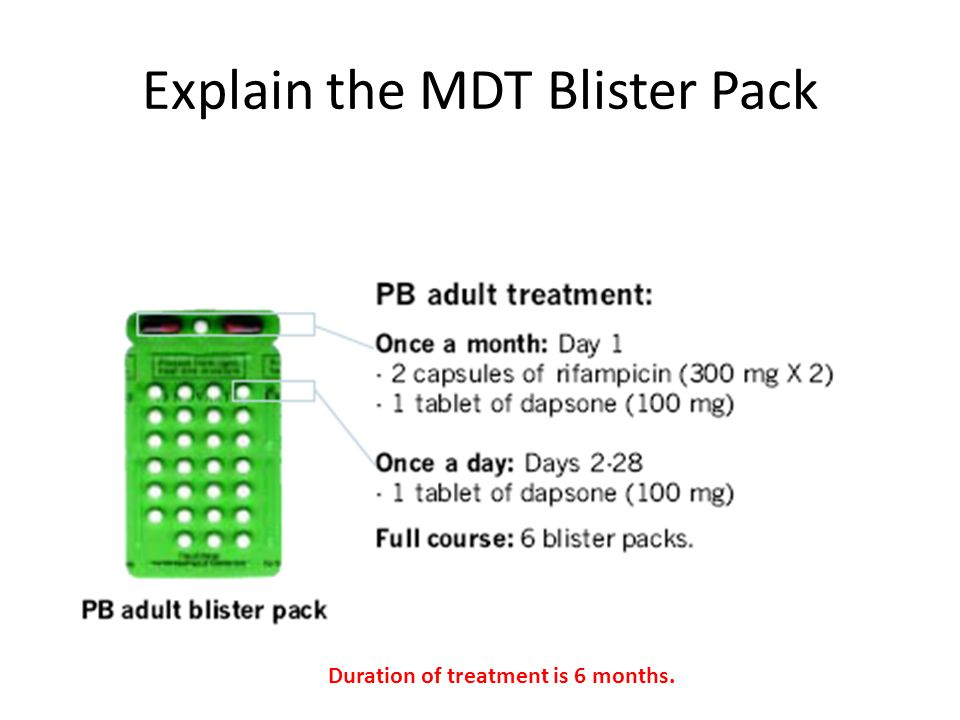 Explain the MDT Blister Pack
PB adult treatment:
Once a month: Day 1
· 2 capsules of rifampicin (300 mg X 2)
· 1 tablet of dapsone (100 mg)
Once a day: Days 2-28
· 1 tablet of dapsone (100 mg)
Full course: 6 blister packs.
PB adult blister pack
Duration of treatment is 6 months.